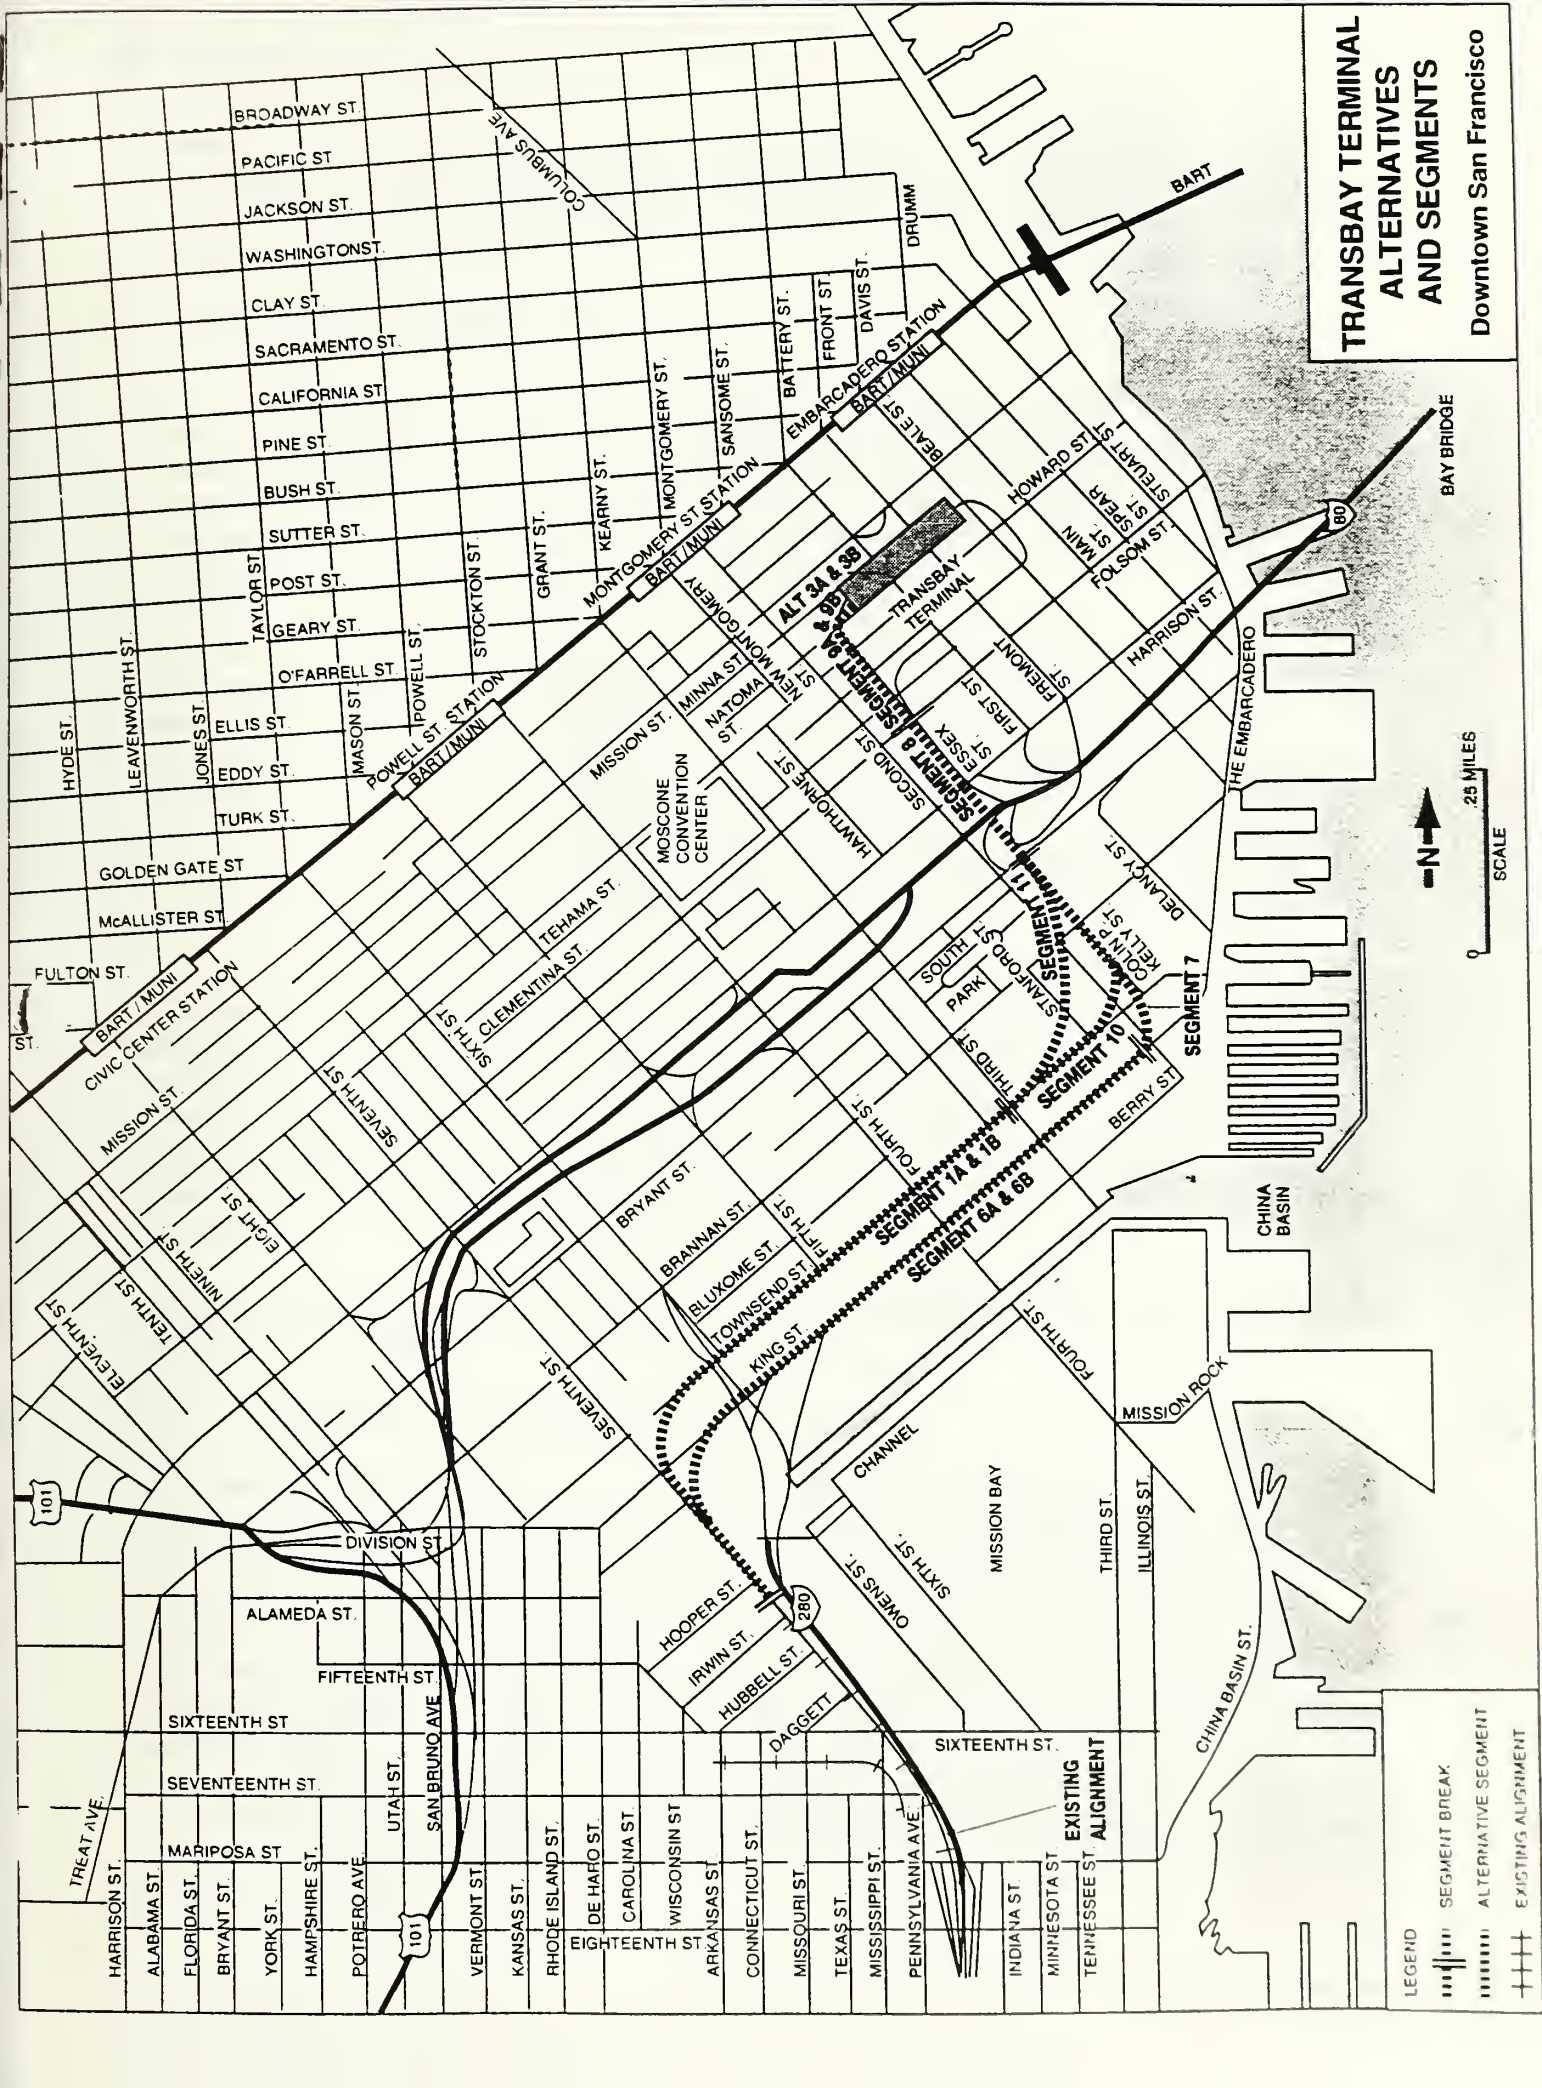 TRANSBAY TERMINAL
ALTERNATIVES
AND SEGMENTS
Downtown San Francisco
BROADWAY ST.
PACIFIC ST
JACKSON ST.
WASHINGTONST.
CLAY ST.
SACRAMENTO ST.
CALIFORNIA ST
PINE ST.
BUSH ST.
SUTTER ST.
POST ST.
GEARY ST.
O'FARRELL ST.
ELLIS ST.
EDDY ST.
TURK ST.
GOLDEN GATE ST
McALLISTER ST.
FULTON ST.
ST.
COLUMBUS AVE
HYDE ST.
LEAVENWORTH ST.
JONES ST.
TAYLOR ST.
MASON ST.
POWELL ST.
STOCKTON ST.
GRANT ST.
KEARNY ST.
MONTGOMERY ST.
SANSOME ST.
BATTERY ST.
FRONT ST.
DAVIS ST.
DRUMM
BART
EMBARCADERO STATION
BART/MUNI
MONTGOMERY ST. STATION
BART/MUNI
POWELL ST. STATION
BART/MUNI
BART/MUNI
CIVIC CENTER STATION
BEALE ST.
HOWARD ST.
STEUART ST.
SPEAR
ST.
MAIN
ST.
FOLSOM ST.
HARRISON ST.
80
BAY BRIDGE
THE EMBARCADERO
ALT 3A & 3B
SEGMENT 9A
& 9B
TRANSBAY
TERMINAL
FREMONT
ST.
FIRST ST.
ESSEX
ST.
SEGMENT 8
SECOND ST.
NEW MONTGOMERY
ST.
MINNA ST.
NATOMA
ST.
MISSION ST.
HAWTHORNE ST.
MOSCONE
CONVENTION
CENTER
TEHAMA ST.
CLEMENTINA ST.
SIXTH ST.
SEVENTH ST.
MISSION ST.
EIGHT ST.
NINETH ST.
TENTH ST.
ELEVENTH ST
DELANCY ST.
COLIN P.
KELLY ST.
SEGMENT 11
STANFORD ST.
SOUTH
PARK
THIRD ST.
SEGMENT 7
SEGMENT 10
BERRY ST.
FOURTH ST.
SEGMENT 1A & 1B
SEGMENT 6A & 6B
BRYANT ST.
BRANNAN ST.
FIFTH ST.
BLUXOME ST.
TOWNSEND ST.
KING ST.
SEVENTH ST.
CHINA
BASIN
FOURTH ST.
MISSION ROCK
CHANNEL
MISSION BAY
THIRD ST.
ILLINOIS ST.
SIXTH ST.
OWENS ST.
CHINA BASIN ST.
N
0 .25 MILES
SCALE
101
DIVISION ST.
ALAMEDA ST.
FIFTEENTH ST.
SIXTEENTH ST
SEVENTEENTH ST.
MARIPOSA ST
EIGHTEENTH ST.
SIXTEENTH ST.
HOOPER ST.
IRWIN ST.
HUBBELL ST.
DAGGETT
280
EXISTING
ALIGNMENT
TREAT AVE.
HARRISON ST.
ALABAMA ST.
FLORIDA ST.
BRYANT ST.
YORK ST.
HAMPSHIRE ST.
POTRERO AVE.
UTAH ST.
SAN BRUNO AVE
101
VERMONT ST
KANSAS ST.
RHODE ISLAND ST.
DE HARO ST.
CAROLINA ST.
WISCONSIN ST
ARKANSAS ST.
CONNECTICUT ST.
MISSOURI ST.
TEXAS ST.
MISSISSIPPI ST.
PENNSYLVANIA AVE.
INDIANA ST.
MINNESOTA ST.
TENNESSEE ST.
LEGEND
SEGMENT BREAK
ALTERNATIVE SEGMENT
EXISTING ALIGNMENT